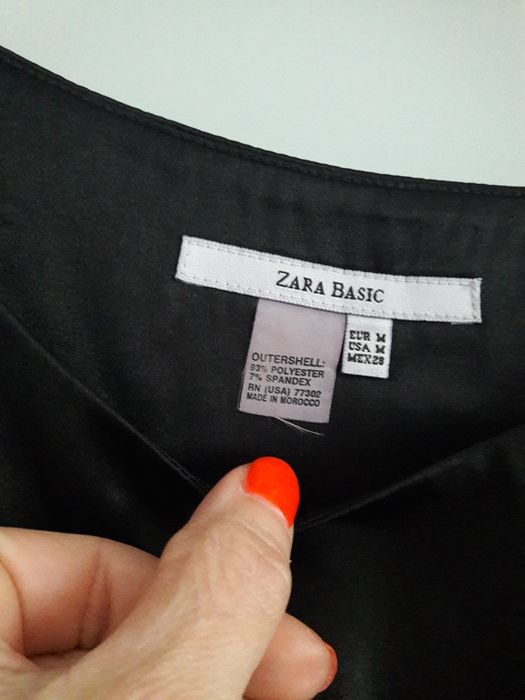 ZARA BASIC
EUR M
USA M
MEX 28
OUTERSHELL:
93% POLYESTER
7% SPANDEX
RN (USA) 77302
MADE IN MOROCCO